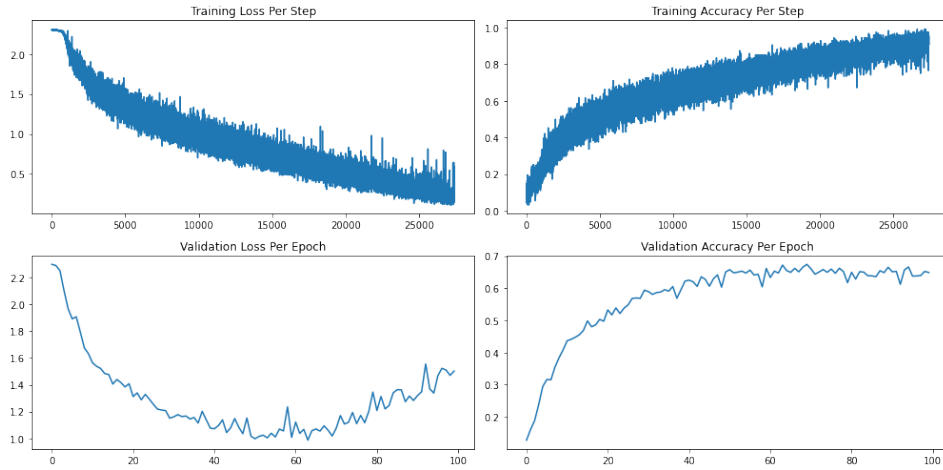 Training Loss Per Step
2.0
1.5
1.0
0.5
0 5000 10000 15000 20000 25000
Training Accuracy Per Step
1.0
0.8
0.6
0.4
0.2
0.0
0 5000 10000 15000 20000 25000
Validation Loss Per Epoch
2.2
2.0
1.8
1.6
1.4
1.2
1.0
0 20 40 60 80 100
Validation Accuracy Per Epoch
0.7
0.6
0.5
0.4
0.3
0.2
0 20 40 60 80 100